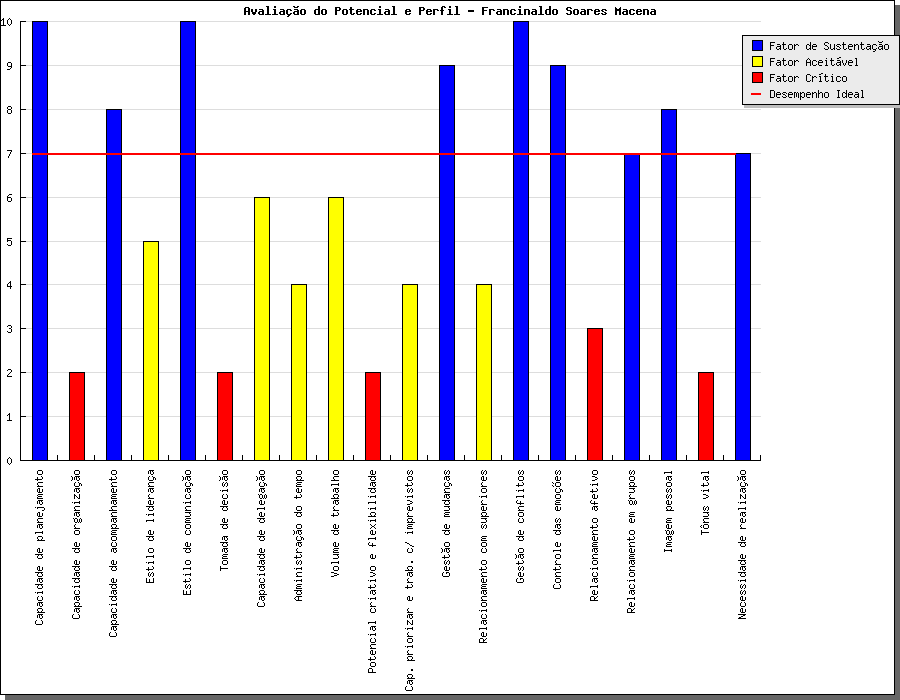 Avaliação do Potencial e Perfil - Francinaldo Soares Macena
10
9
8
7
6
5
4
3
2
1
0
Fator de Sustentação
Fator Aceitável
Fator Crítico
Desempenho Ideal
Capacidade de planejamento
Capacidade de organização
Capacidade de acompanhamento
Estilo de liderança
Estilo de comunicação
Tomada de decisão
Capacidade de delegação
Administração do tempo
Volume de trabalho
Potencial criativo e flexibilidade
Cap. priorizar e trab. c/ imprevistos
Gestão de mudanças
Relacionamento com superiores
Gestão de conflitos
Controle das emoções
Relacionamento afetivo
Relacionamento em grupos
Imagem pessoal
Tônus vital
Necessidade de realização